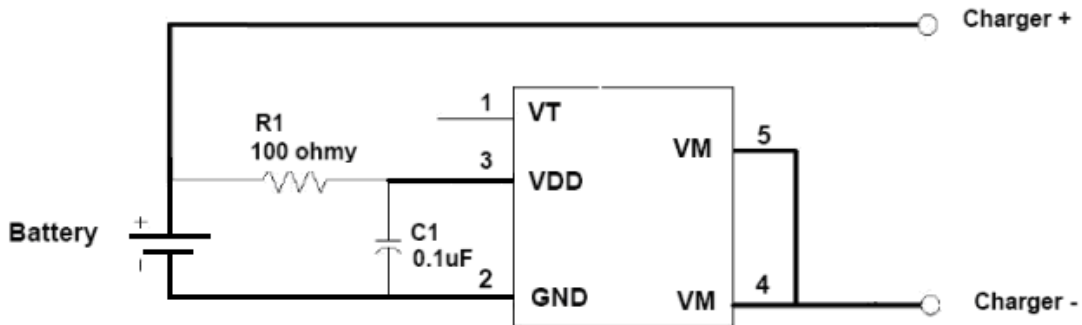 Charger +
1
VT
R1
100 ohmy
3
VDD
VM
5
Battery
+
-
C1
0.1uF
2
GND
VM
4
Charger -